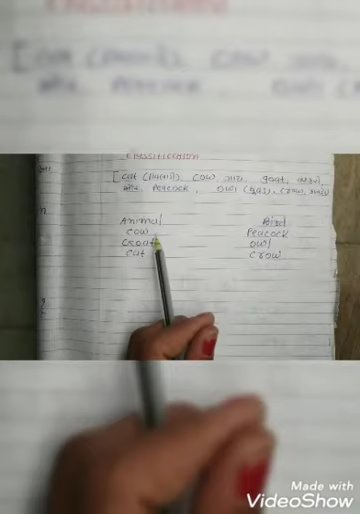 Classification
[cat (बिल्ली), cow गाय, goat, बकरी
मोर, Peacock, owl (उल्लू), crow,
Animal Bird
Cow Peacock
Goat owl
Cat Crow
Made with
VideoShow